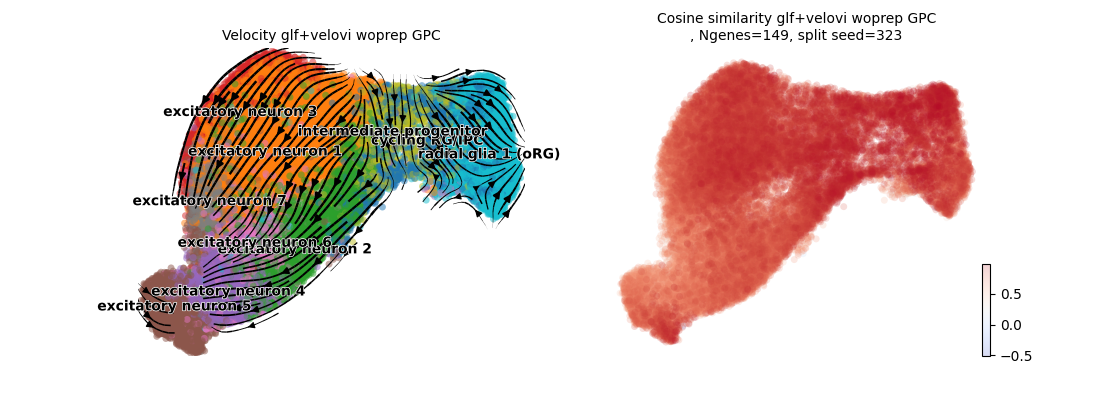 Velocity glf+velovi woprep GPC
excitatory neuron 3
intermediate progenitor
cycling RG/IPC
excitatory neuron 1
radial glia 1 (oRG)
excitatory neuron 7
excitatory neuron 6
excitatory neuron 2
excitatory neuron 4
excitatory neuron 5
Cosine similarity glf+velovi woprep GPC
, Ngenes=149, split seed=323
0.5
0.0
−0.5